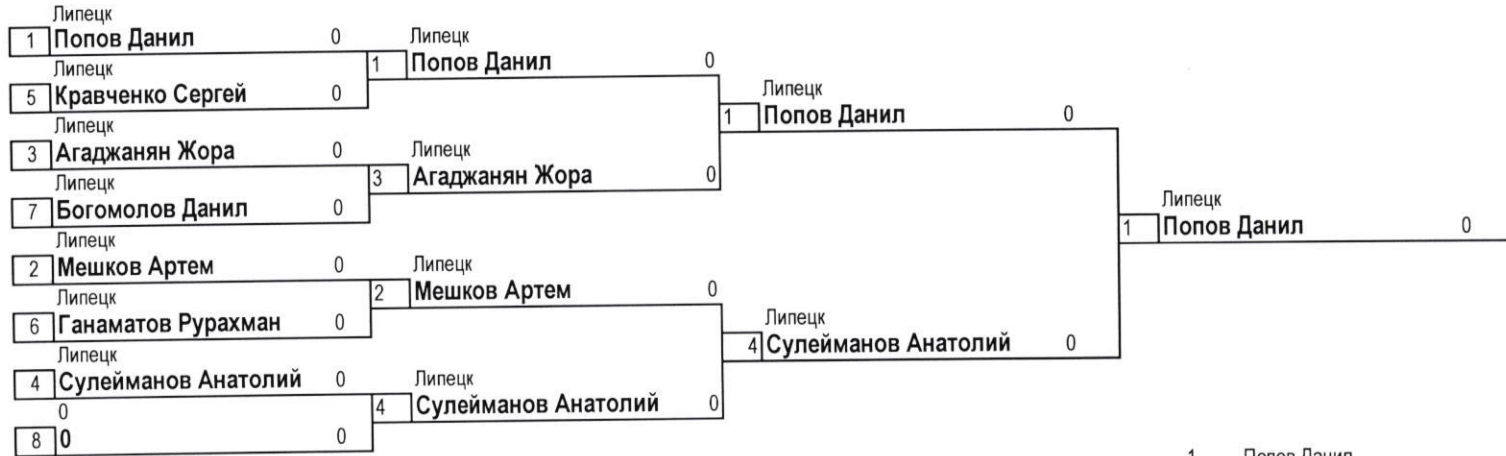 Липецк
1 Попов Данил 0
Липецк
5 Кравченко Сергей 0
Липецк
3 Агаджанян Жора 0
Липецк
7 Богомолов Данил 0
Липецк
2 Мешков Артем 0
Липецк
6 Ганаматов Рурахман 0
Липецк
4 Сулейманов Анатолий 0
0
8 0 0
Липецк
1 Попов Данил 0
Липецк
3 Агаджанян Жора 0
Липецк
2 Мешков Артем 0
Липецк
4 Сулейманов Анатолий 0
Липецк
1 Попов Данил 0
Липецк
4 Сулейманов Анатолий 0
Липецк
1 Попов Данил 0
1 Попов Данил